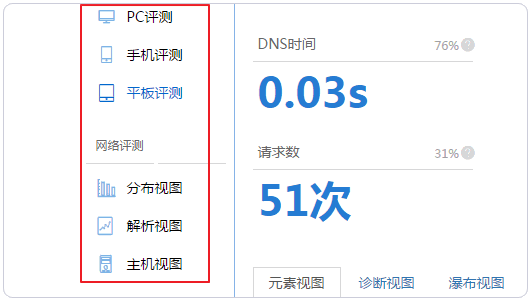 PC评测
手机评测
平板评测
网络评测
分布视图
解析视图
主机视图
DNS时间 76% ?
0.03s
请求数 31% ?
51次
元素视图 诊断视图 瀑布视图